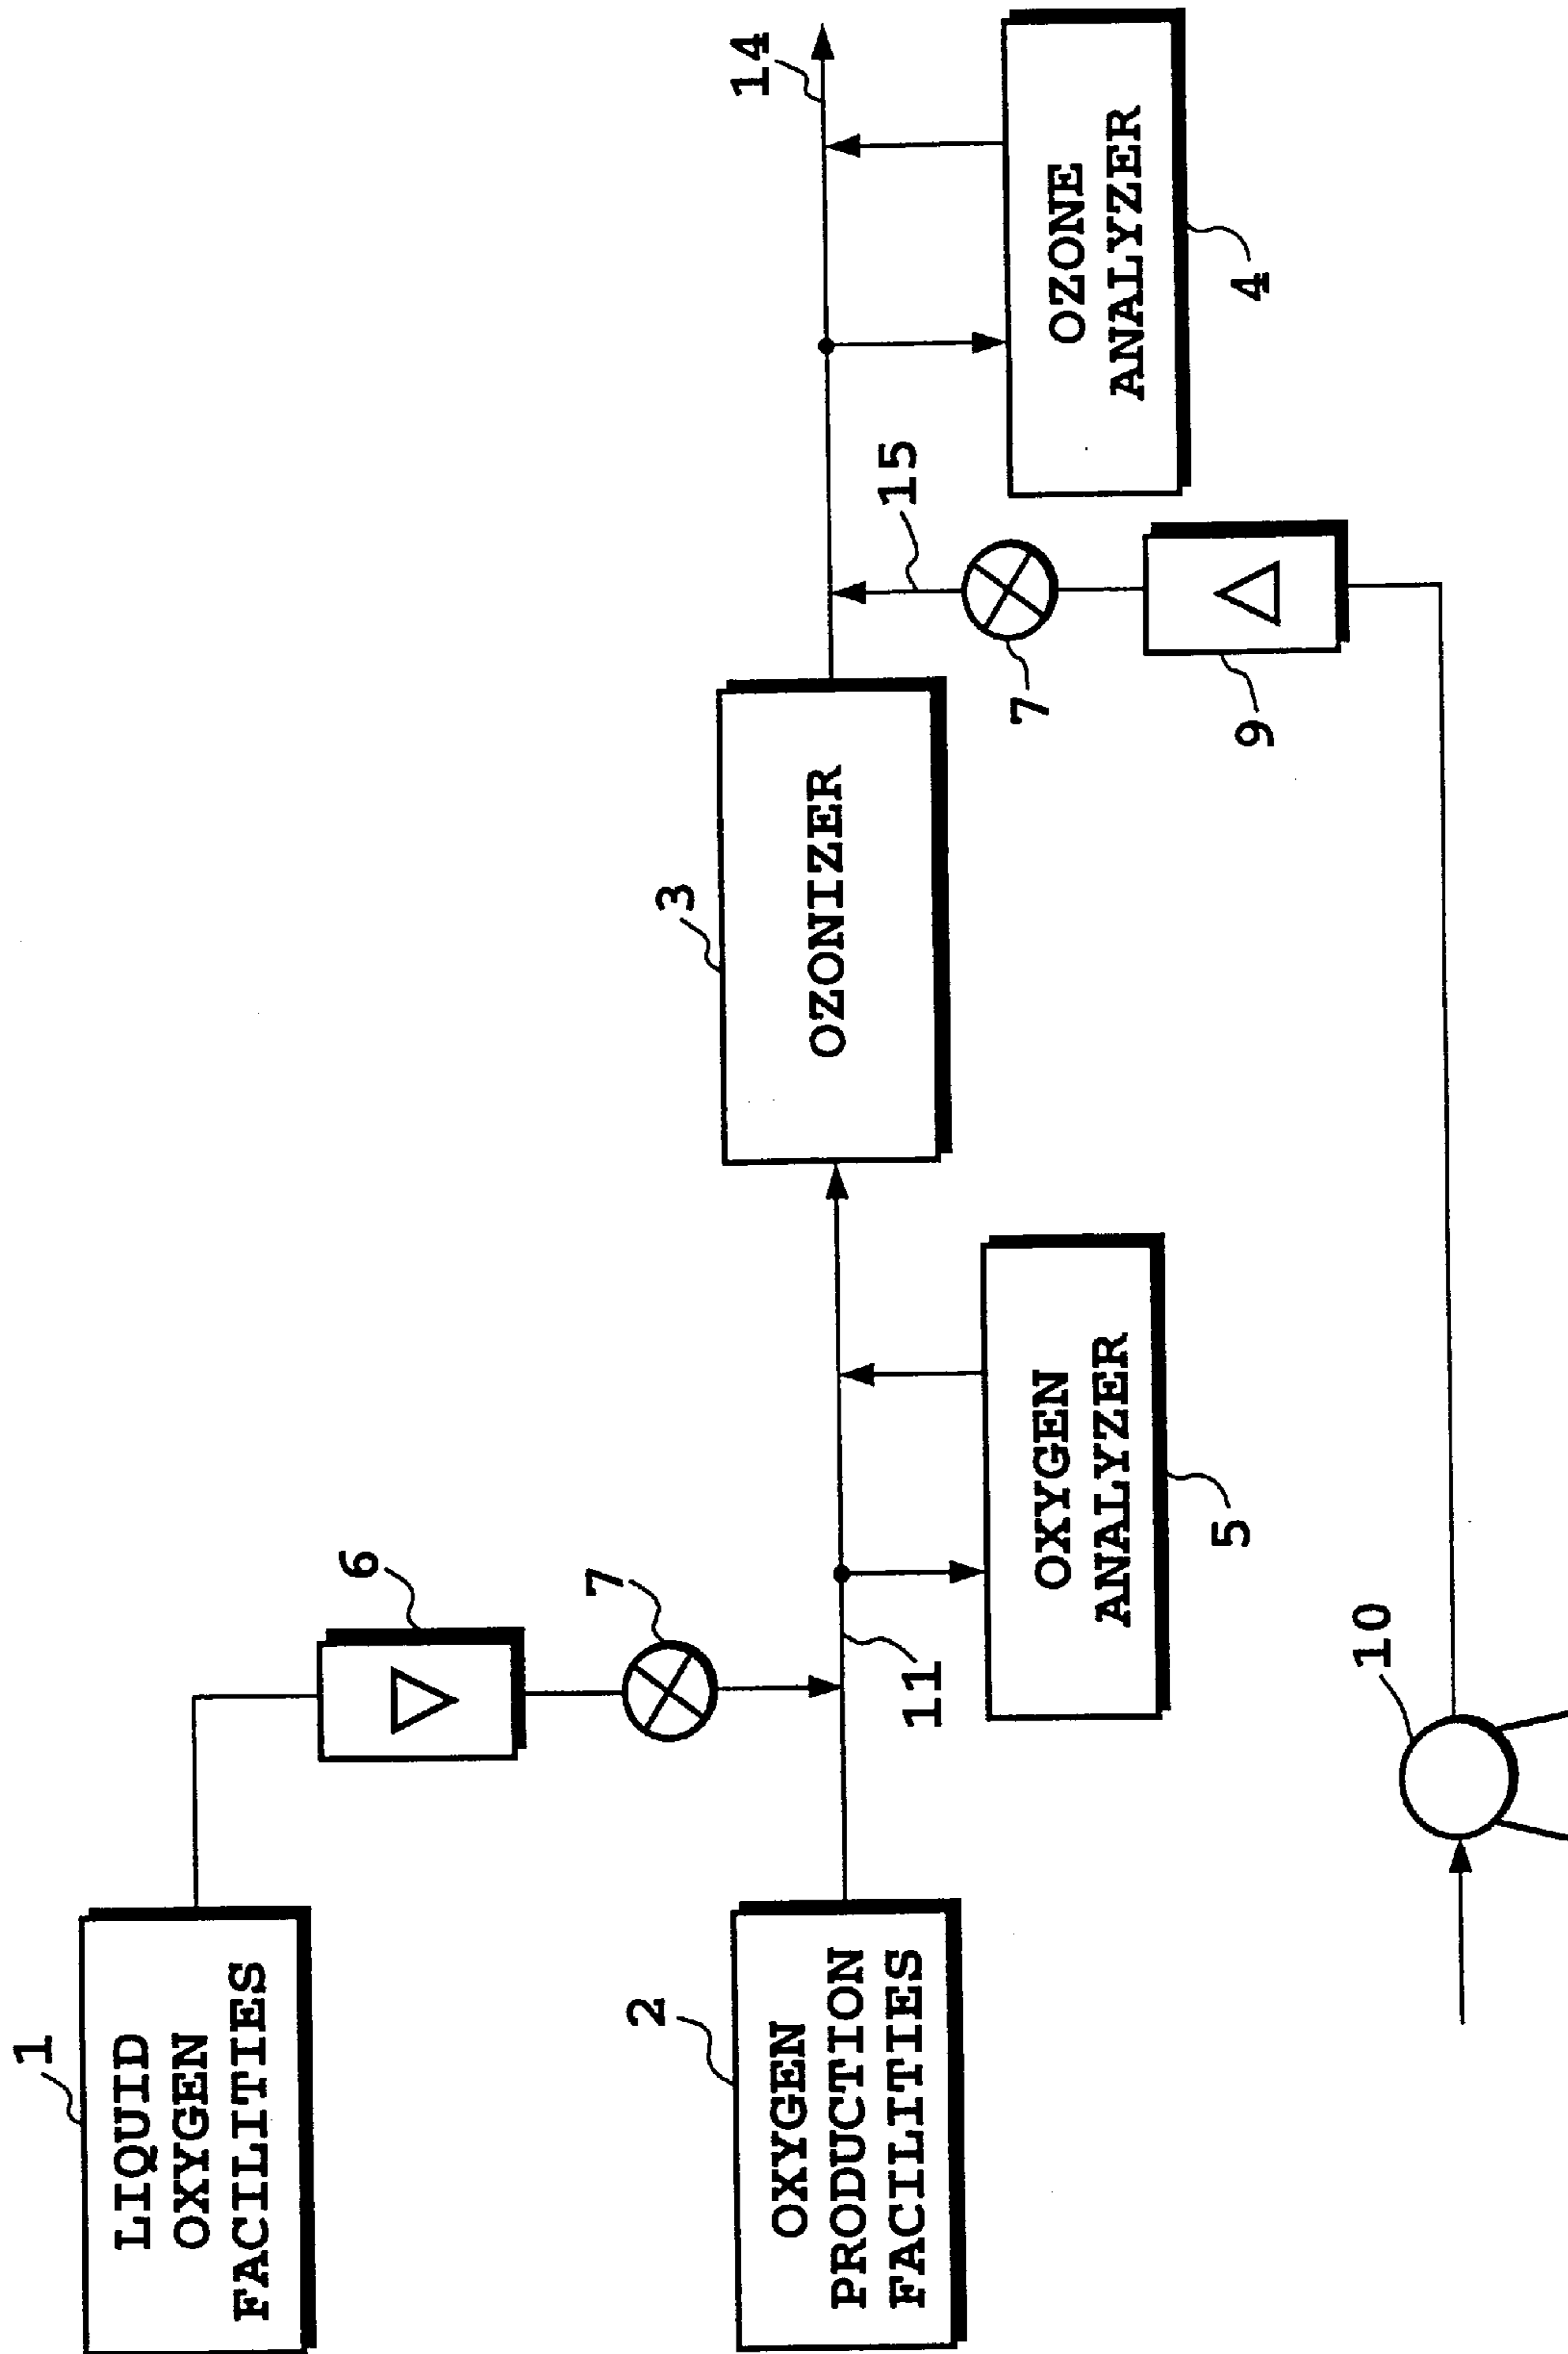 1
LIQUID
OXYGEN
FACILITIES
6
7
2
OXYGEN
PRODUCTION
FACILITIES
11
OXYGEN
ANALYZER
5
3
OZONIZER
14
15
7
9
OZONE
ANALYZER
4
10